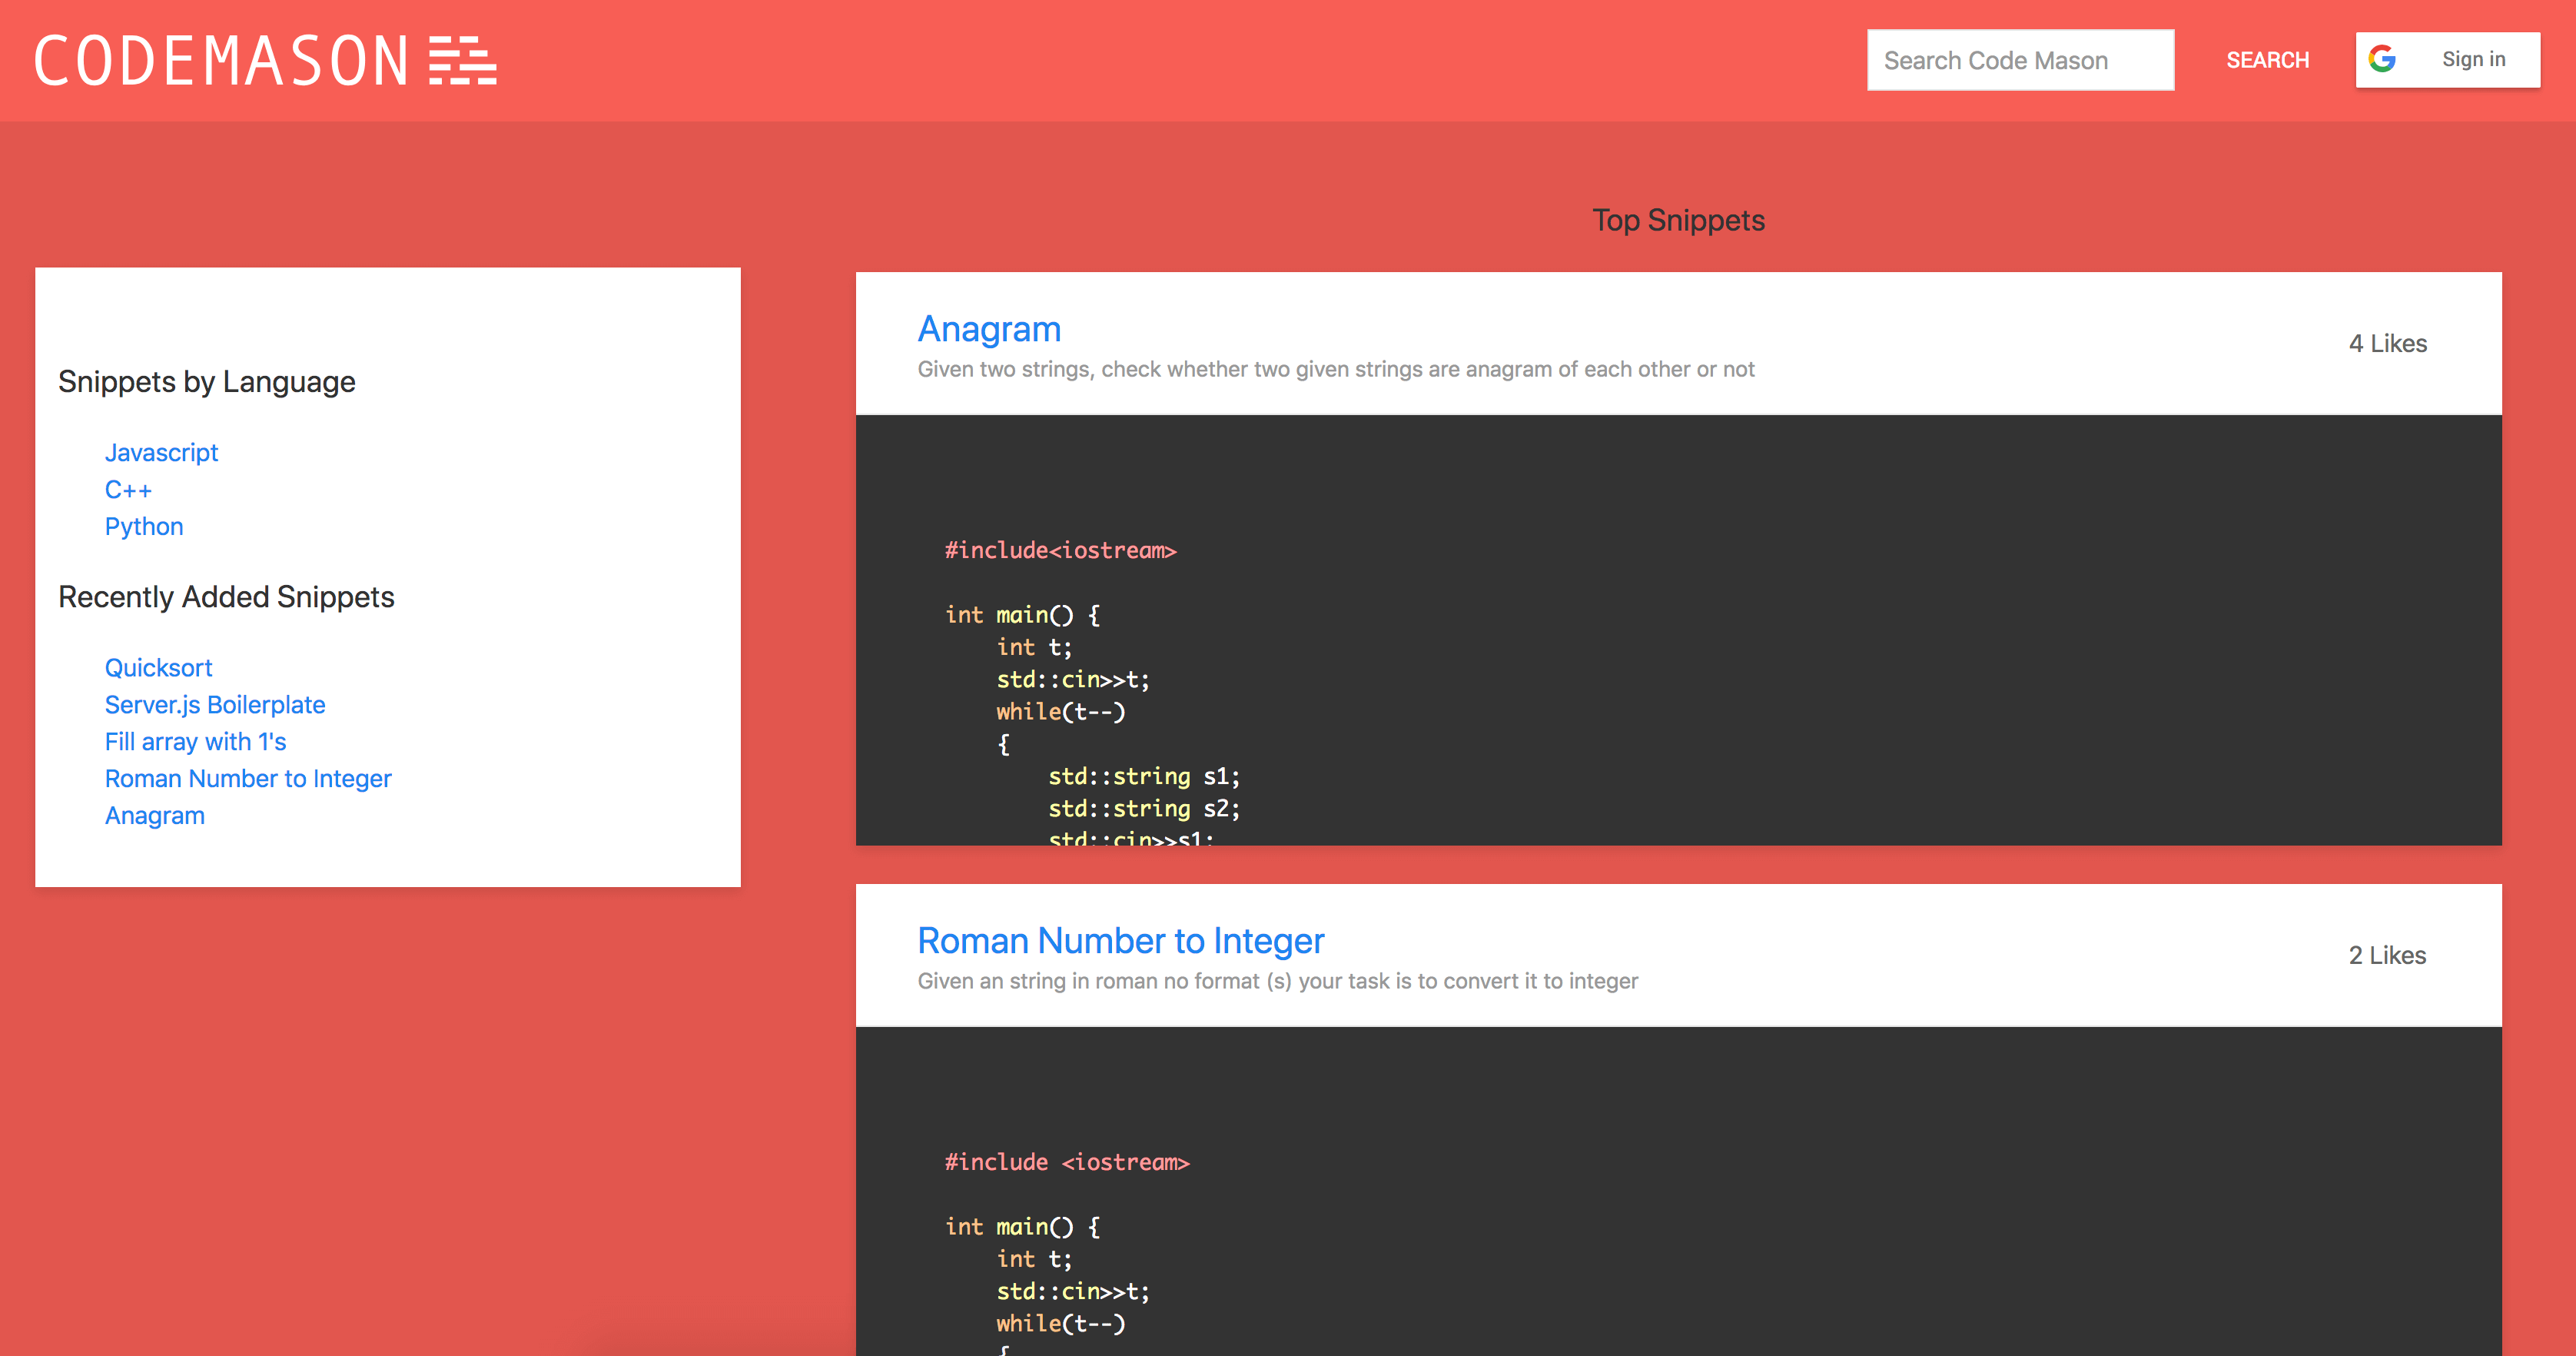 CODEMASON
Search Code Mason
SEARCH
Sign in
Snippets by Language
Javascript
C++
Python
Recently Added Snippets
Quicksort
Server.js Boilerplate
Fill array with 1's
Roman Number to Integer
Anagram
Top Snippets
Anagram
4 Likes
Given two strings, check whether two given strings are anagram of each other or not
#include<iostream>
int main() {
int t;
std::cin>>t;
while(t--)
{
std::string s1;
std::string s2;
std::cin>>s1;
Roman Number to Integer
2 Likes
Given an string in roman no format (s) your task is to convert it to integer
#include <iostream>
int main() {
int t;
std::cin>>t;
while(t--)
{